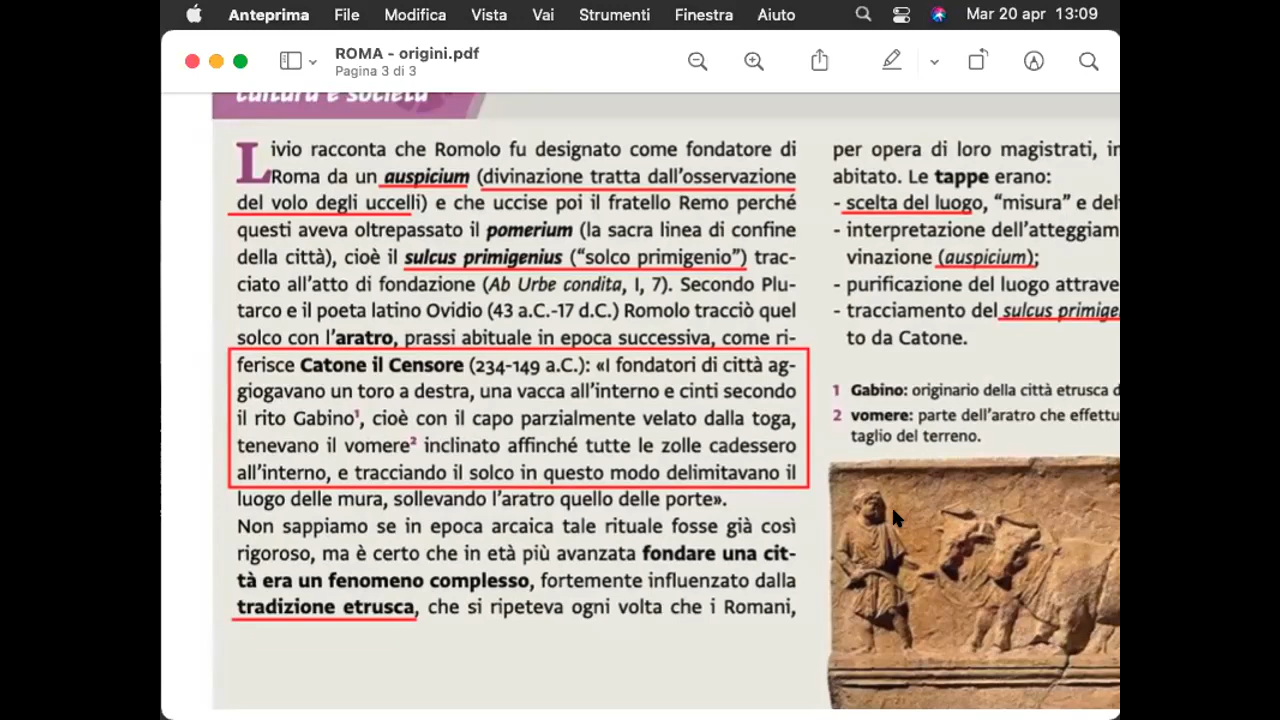 Anteprima File Modifica Vista Vai Strumenti Finestra Aiuto Mar 20 apr 13:09
ROMA - origini.pdf
Pagina 3 di 3
cultura e società
Livio racconta che Romolo fu designato come fondatore di
Roma da un auspicium (divinazione tratta dall'osservazione
del volo degli uccelli) e che uccise poi il fratello Remo perché
questi aveva oltrepassato il pomerium (la sacra linea di confine
della città), cioè il sulcus primigenius ("solco primigenio") trac-
ciato all'atto di fondazione (Ab Urbe condita, I, 7). Secondo Plu-
tarco e il poeta latino Ovidio (43 a.C.-17 d.C.) Romolo tracciò quel
solco con l'aratro, prassi abituale in epoca successiva, come ri-
ferisce Catone il Censore (234-149 a.C.): «I fondatori di città ag-
giogavano un toro a destra, una vacca all'interno e cinti secondo
il rito Gabino¹, cioè con il capo parzialmente velato dalla toga,
tenevano il vomere² inclinato affinché tutte le zolle cadessero
all'interno, e tracciando il solco in questo modo delimitavano il
luogo delle mura, sollevando l'aratro quello delle porte».
Non sappiamo se in epoca arcaica tale rituale fosse già così
rigoroso, ma è certo che in età più avanzata fondare una cit-
tà era un fenomeno complesso, fortemente influenzato dalla
tradizione etrusca, che si ripeteva ogni volta che i Romani,
per opera di loro magistrati, in
abitato. Le tappe erano:
- scelta del luogo, "misura" e del
- interpretazione dell'atteggiam
vinazione (auspicium);
- purificazione del luogo attrave
- tracciamento del sulcus primige
to da Catone.
1 Gabino: originario della città etrusca d
2 vomere: parte dell'aratro che effettu
taglio del terreno.